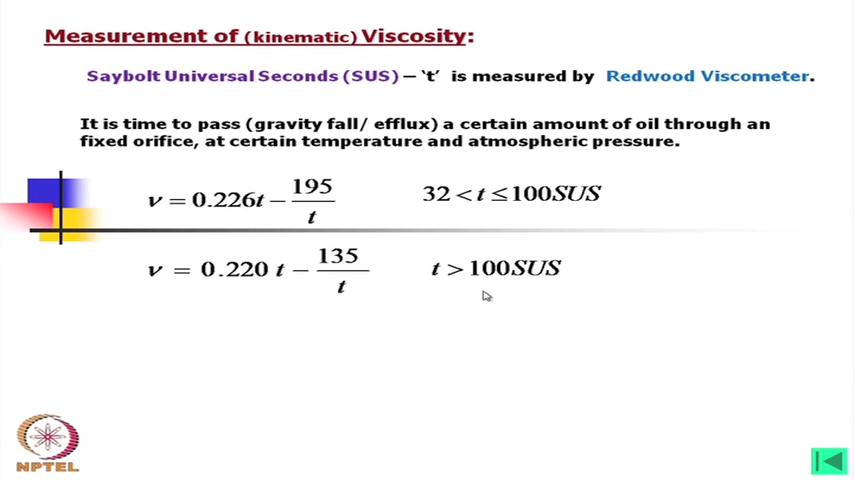 Measurement of (kinematic) Viscosity:
Saybolt Universal Seconds (SUS) – ‘t’ is measured by Redwood Viscometer.
It is time to pass (gravity fall/ efflux) a certain amount of oil through an
fixed orifice, at certain temperature and atmospheric pressure.
ν = 0.226t − 195/t    32 < t ≤ 100SUS
ν = 0.220 t − 135/t    t > 100SUS
NPTEL